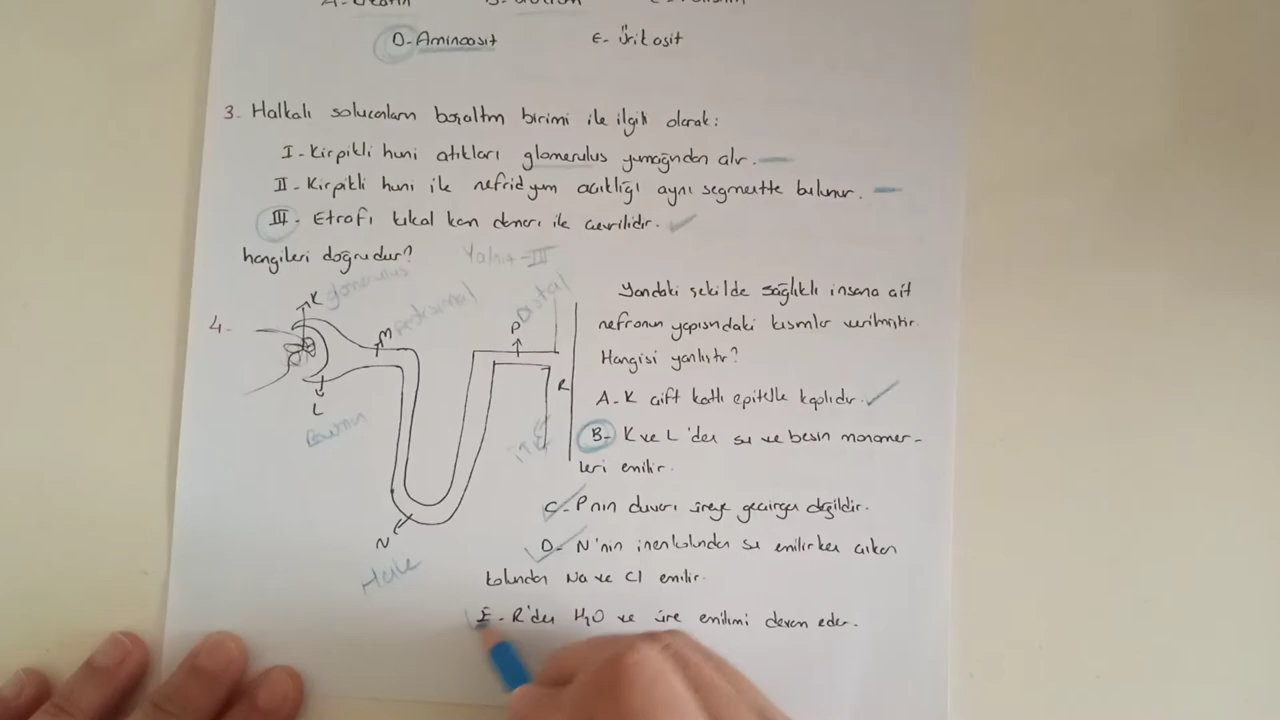 D- Aminoasit E- Ürik asit
3. Halkalı solucanların boşaltım birimi ile ilgili olarak:
I- Kirpikli huni atıkları glomerulus yumağından alır.
II- Kirpikli huni ile nefridyum açıklığı aynı segmentte bulunur.
III- Etrafı kılcal kan damarı ile çevrilidir.
hangileri doğrudur? Yalnız-III
4.
K glomerulus
M proksimal
P Distal
L
Bowman
R
İTK
N
Henle
Yandaki şekilde sağlıklı insana ait
nefronun yapısındaki kısımlar verilmiştir.
Hangisi yanlıştır?
A- K çift katlı epitelle kaplıdır.
B- K ve L'den su ve besin monomer-
leri emilir.
C- P nin duvarı üreye geçirgen değildir.
D- N'nin inen kolundan su emilirken çıkan
kolundan Na ve Cl emilir.
E- R'den H2O ve üre emilimi devam eder.